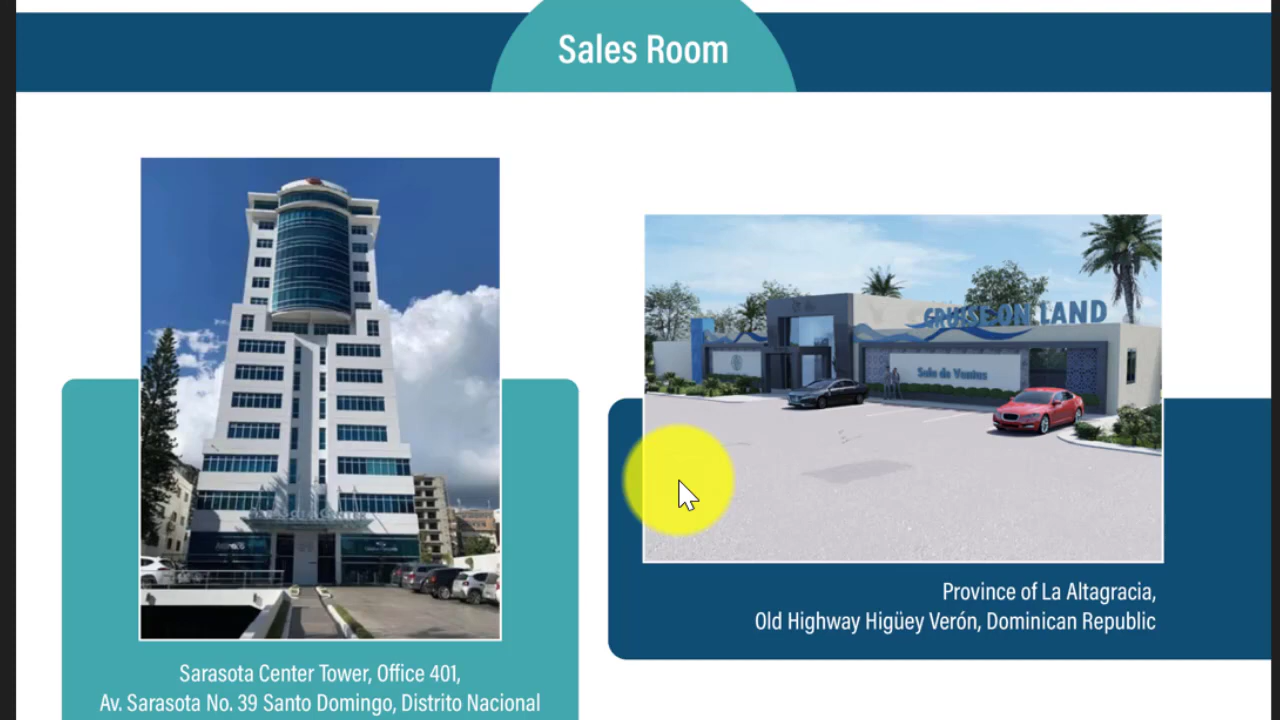 Sales Room
CRUISE ON LAND
Sala de Ventas
Province of La Altagracia,
Old Highway Higüey Verón, Dominican Republic
Sarasota Center Tower, Office 401,
Av. Sarasota No. 39 Santo Domingo, Distrito Nacional